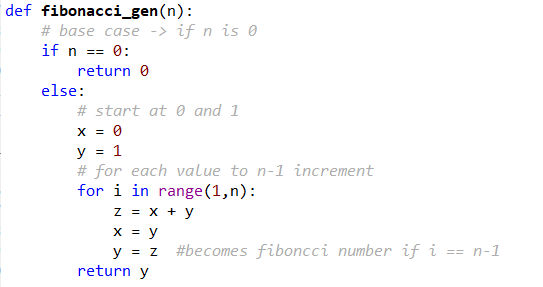 def fibonacci_gen(n):
    # base case -> if n is 0
    if n == 0:
        return 0
    else:
        # start at 0 and 1
        x = 0
        y = 1
        # for each value to n-1 increment
        for i in range(1,n):
            z = x + y
            x = y
            y = z  #becomes fiboncci number if i == n-1
        return y